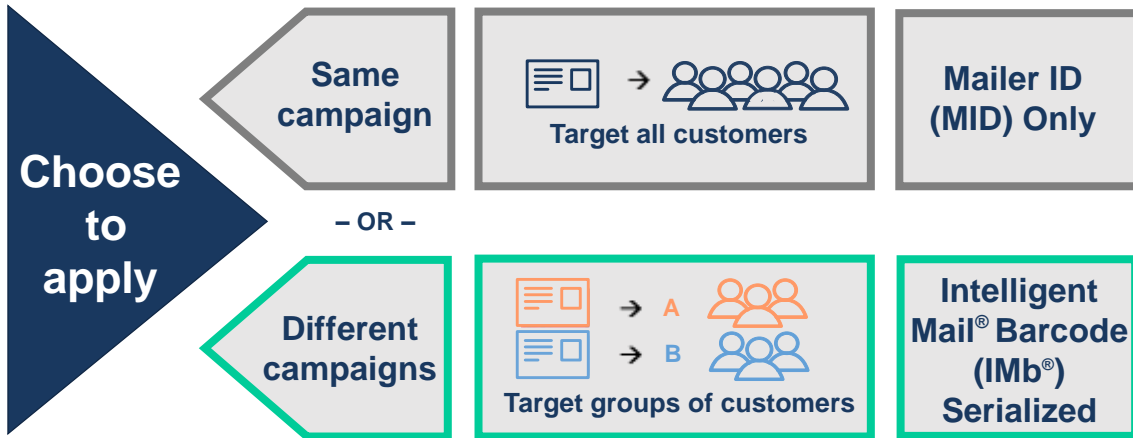 Choose
to
apply
Same
campaign
Target all customers
Mailer ID
(MID) Only
– OR –
Different
campaigns
A
B
Target groups of customers
Intelligent
Mail® Barcode
(IMb®)
Serialized